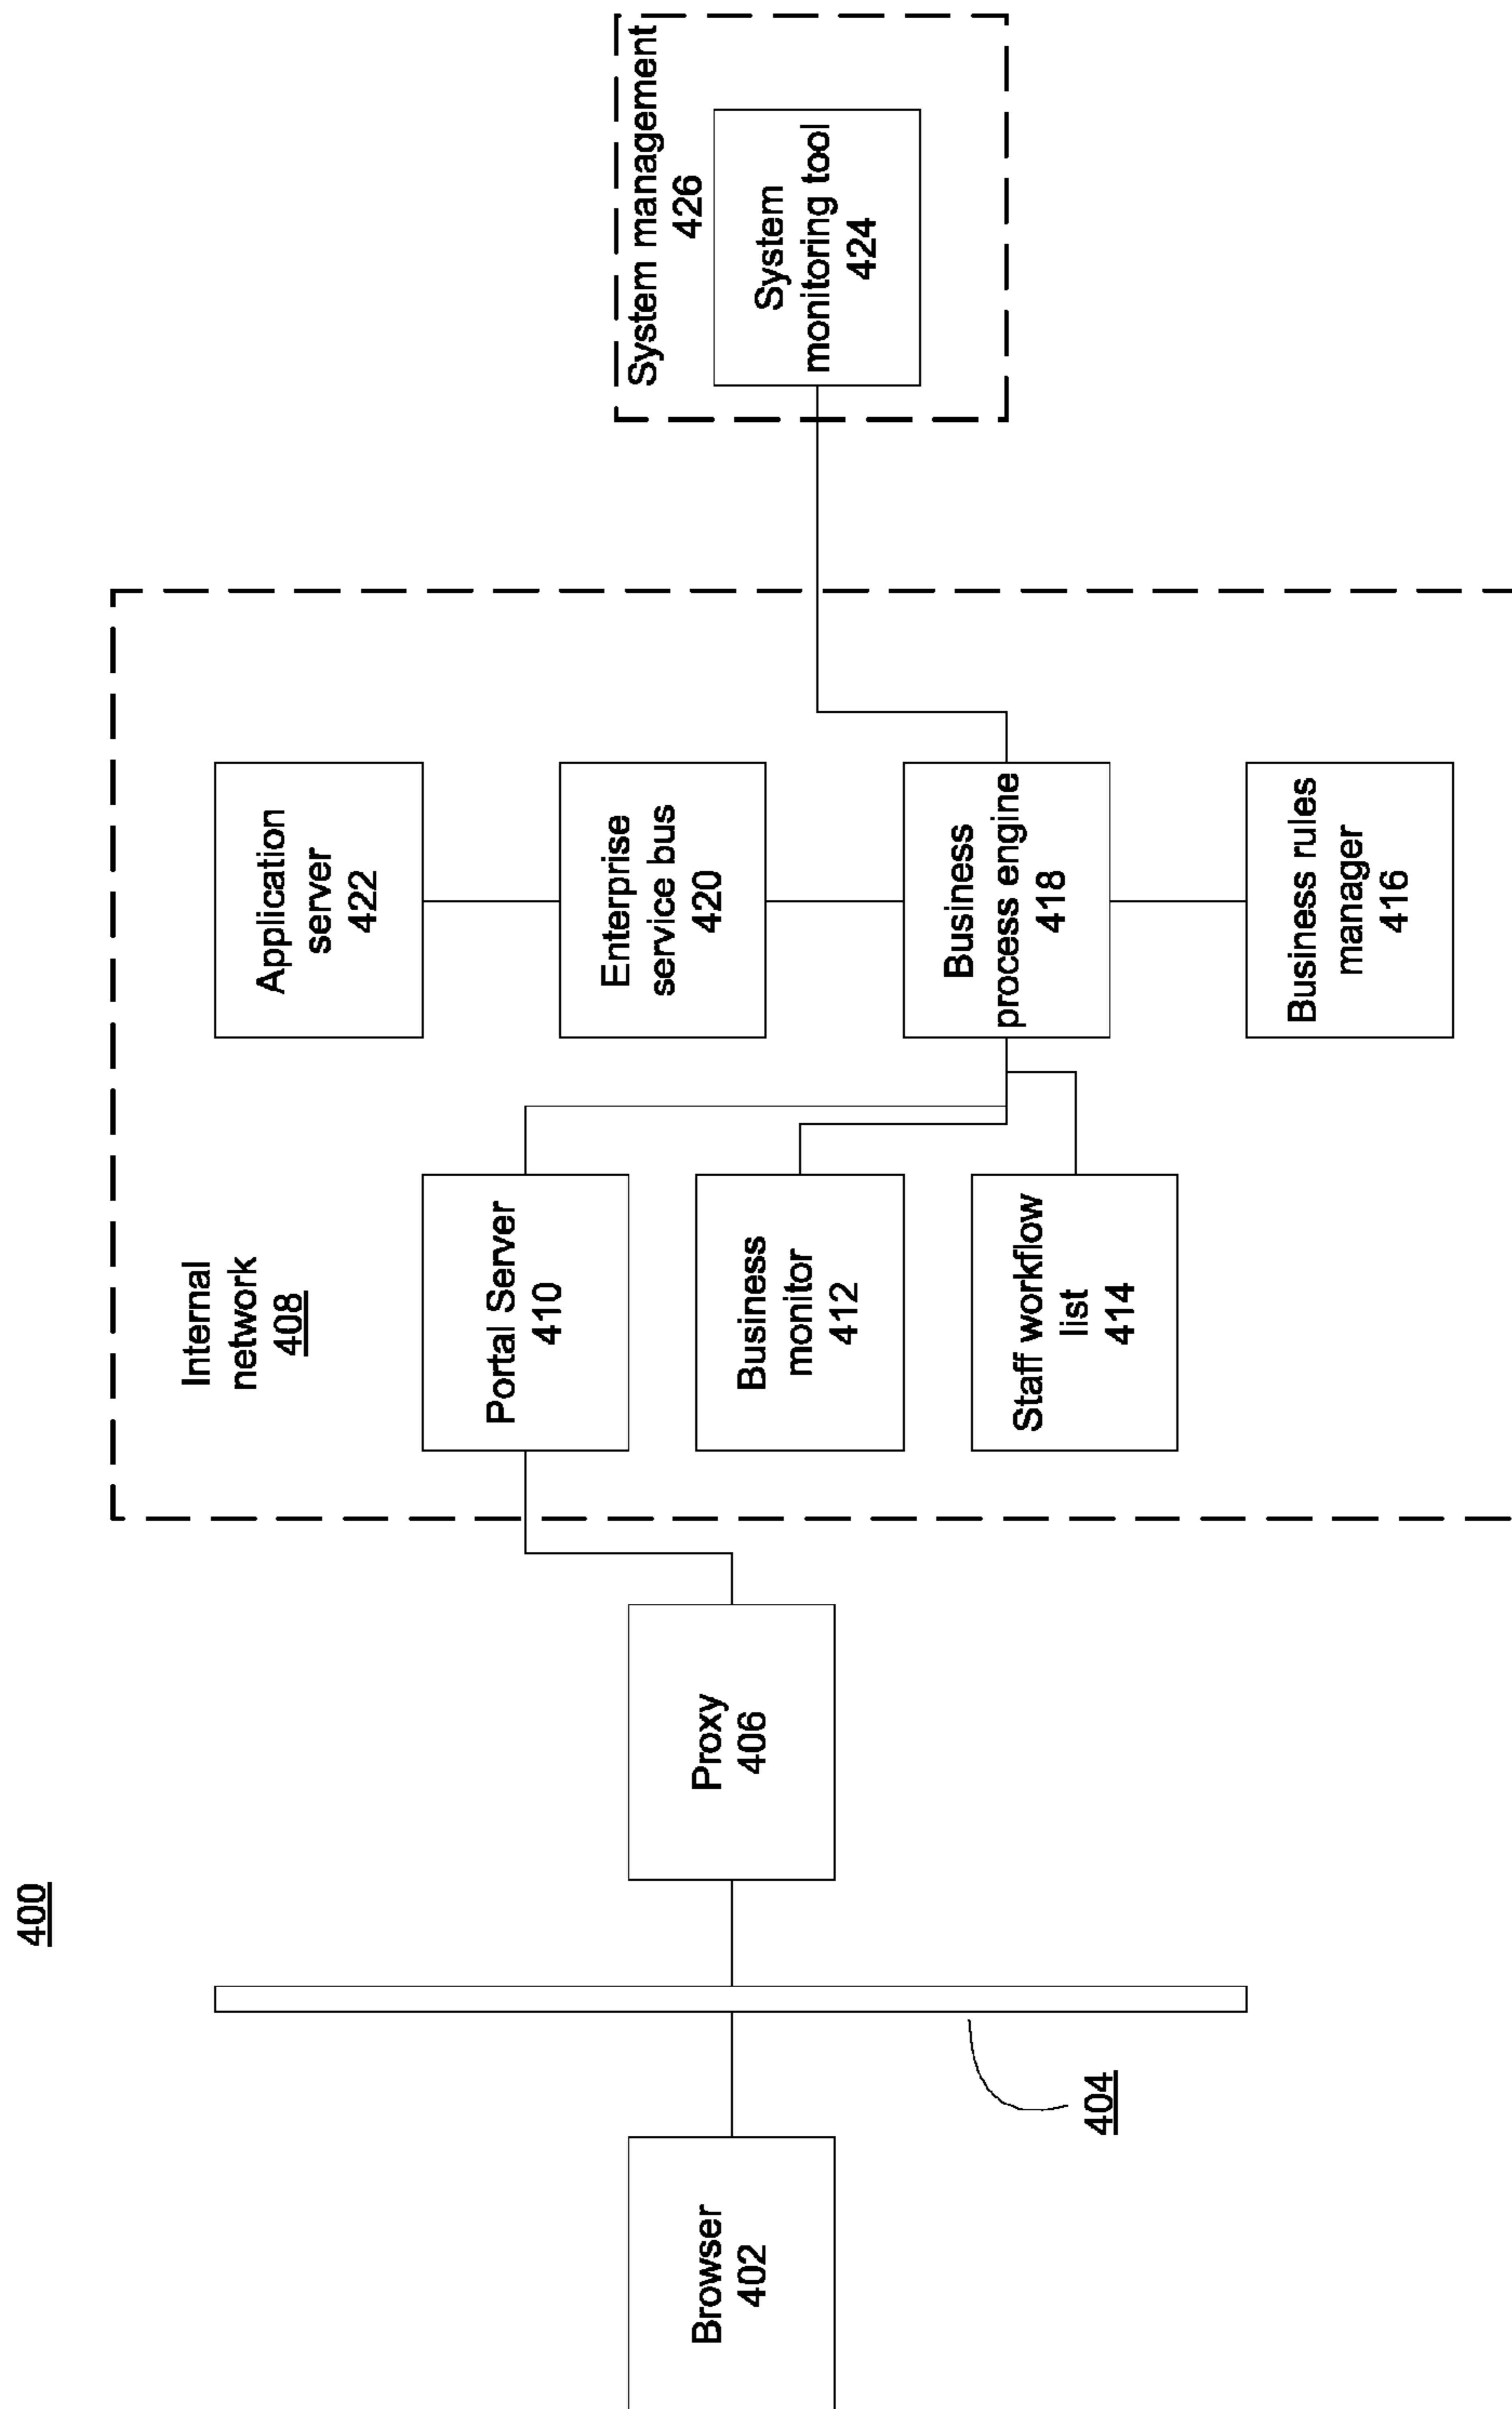 400
Browser
402
404
Proxy
406
Internal
network
408
Portal Server
410
Business
monitor
412
Staff workflow
list
414
Application
server
422
Enterprise
service bus
420
Business
process engine
418
Business rules
manager
416
System management
426
System
monitoring tool
424